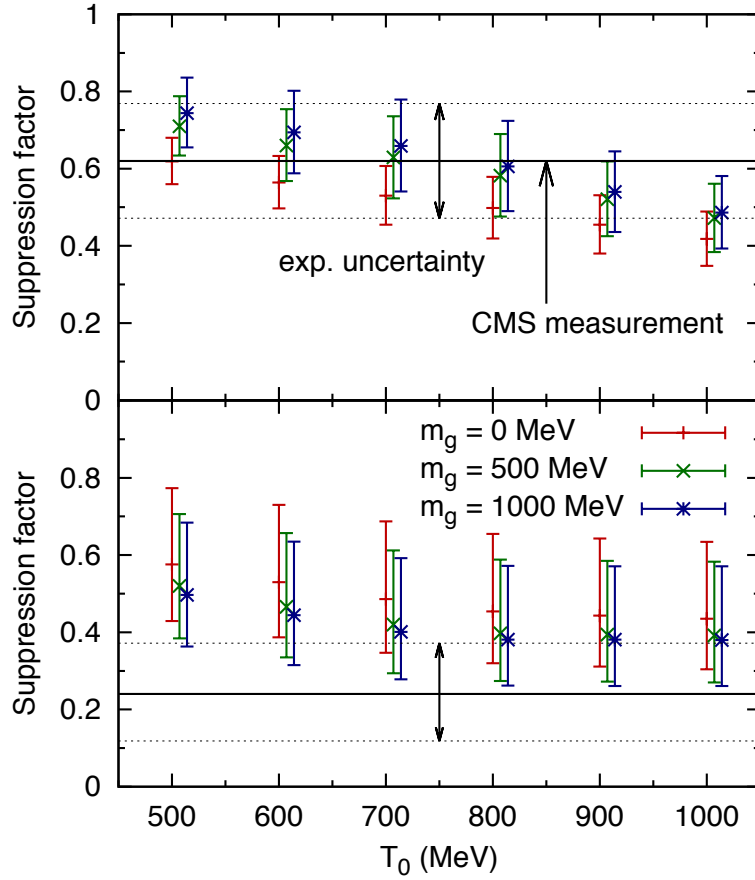 1
0.8
0.6
0.4
0.2
0
Suppression factor
exp. uncertainty
CMS measurement
m_g = 0 MeV
m_g = 500 MeV
m_g = 1000 MeV
0.8
0.6
0.4
0.2
0
Suppression factor
500 600 700 800 900 1000
T_0 (MeV)